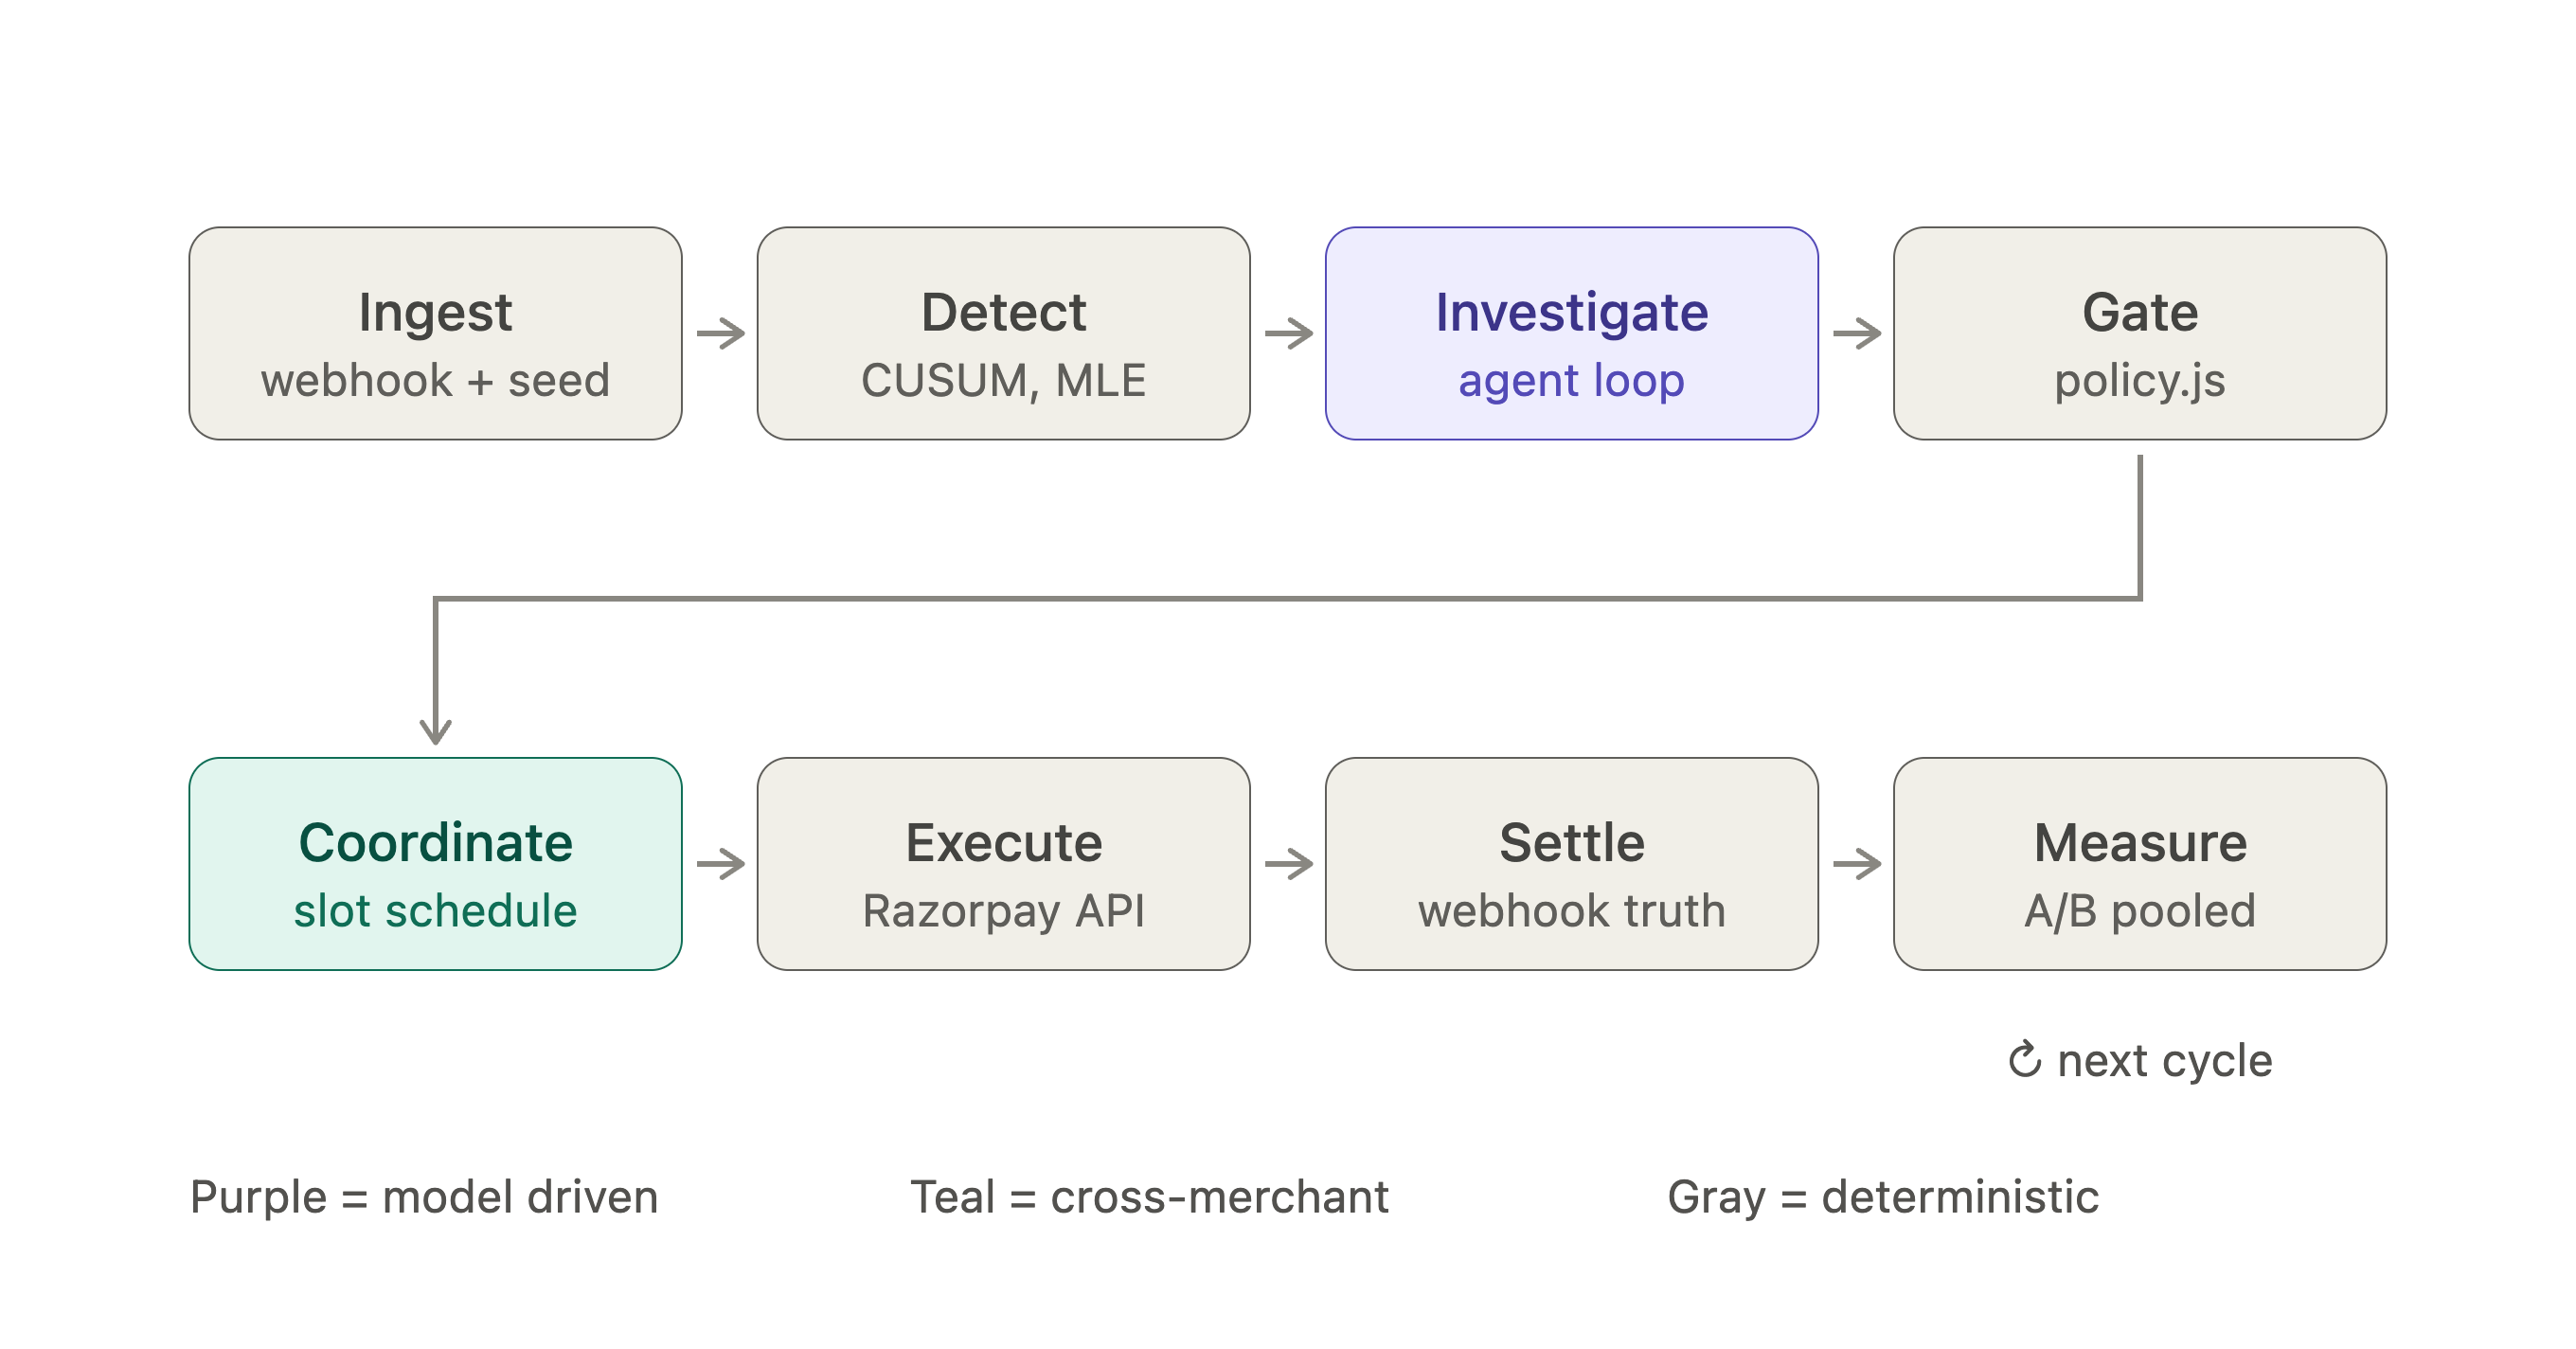 Ingest
webhook + seed
Detect
CUSUM, MLE
Investigate
agent loop
Gate
policy.js
Coordinate
slot schedule
Execute
Razorpay API
Settle
webhook truth
Measure
A/B pooled
↻ next cycle
Purple = model driven
Teal = cross-merchant
Gray = deterministic